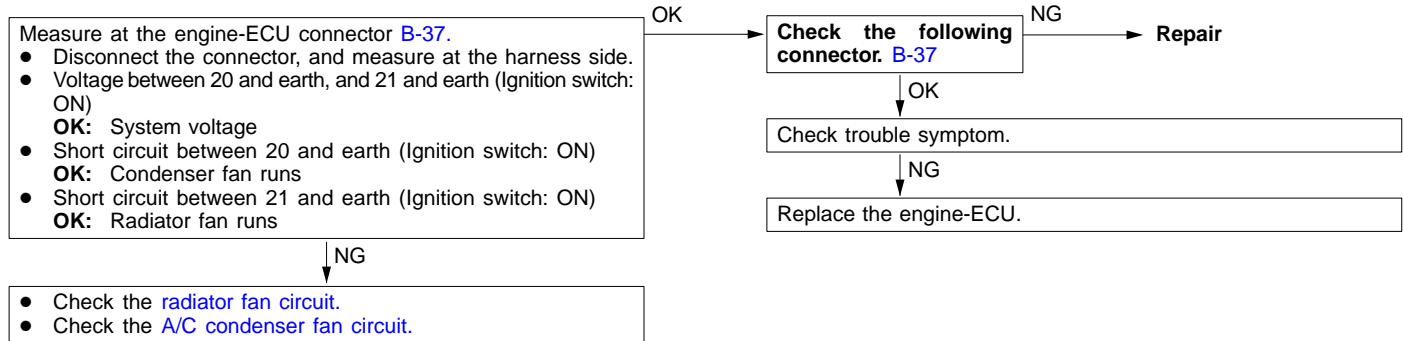 Measure at the engine-ECU connector B-37.
● Disconnect the connector, and measure at the harness side.
● Voltage between 20 and earth, and 21 and earth (Ignition switch:
ON)
OK: System voltage
● Short circuit between 20 and earth (Ignition switch: ON)
OK: Condenser fan runs
● Short circuit between 21 and earth (Ignition switch: ON)
OK: Radiator fan runs
OK
Check the following
connector. B-37
NG
Repair
OK
Check trouble symptom.
NG
Replace the engine-ECU.
NG
● Check the radiator fan circuit.
● Check the A/C condenser fan circuit.